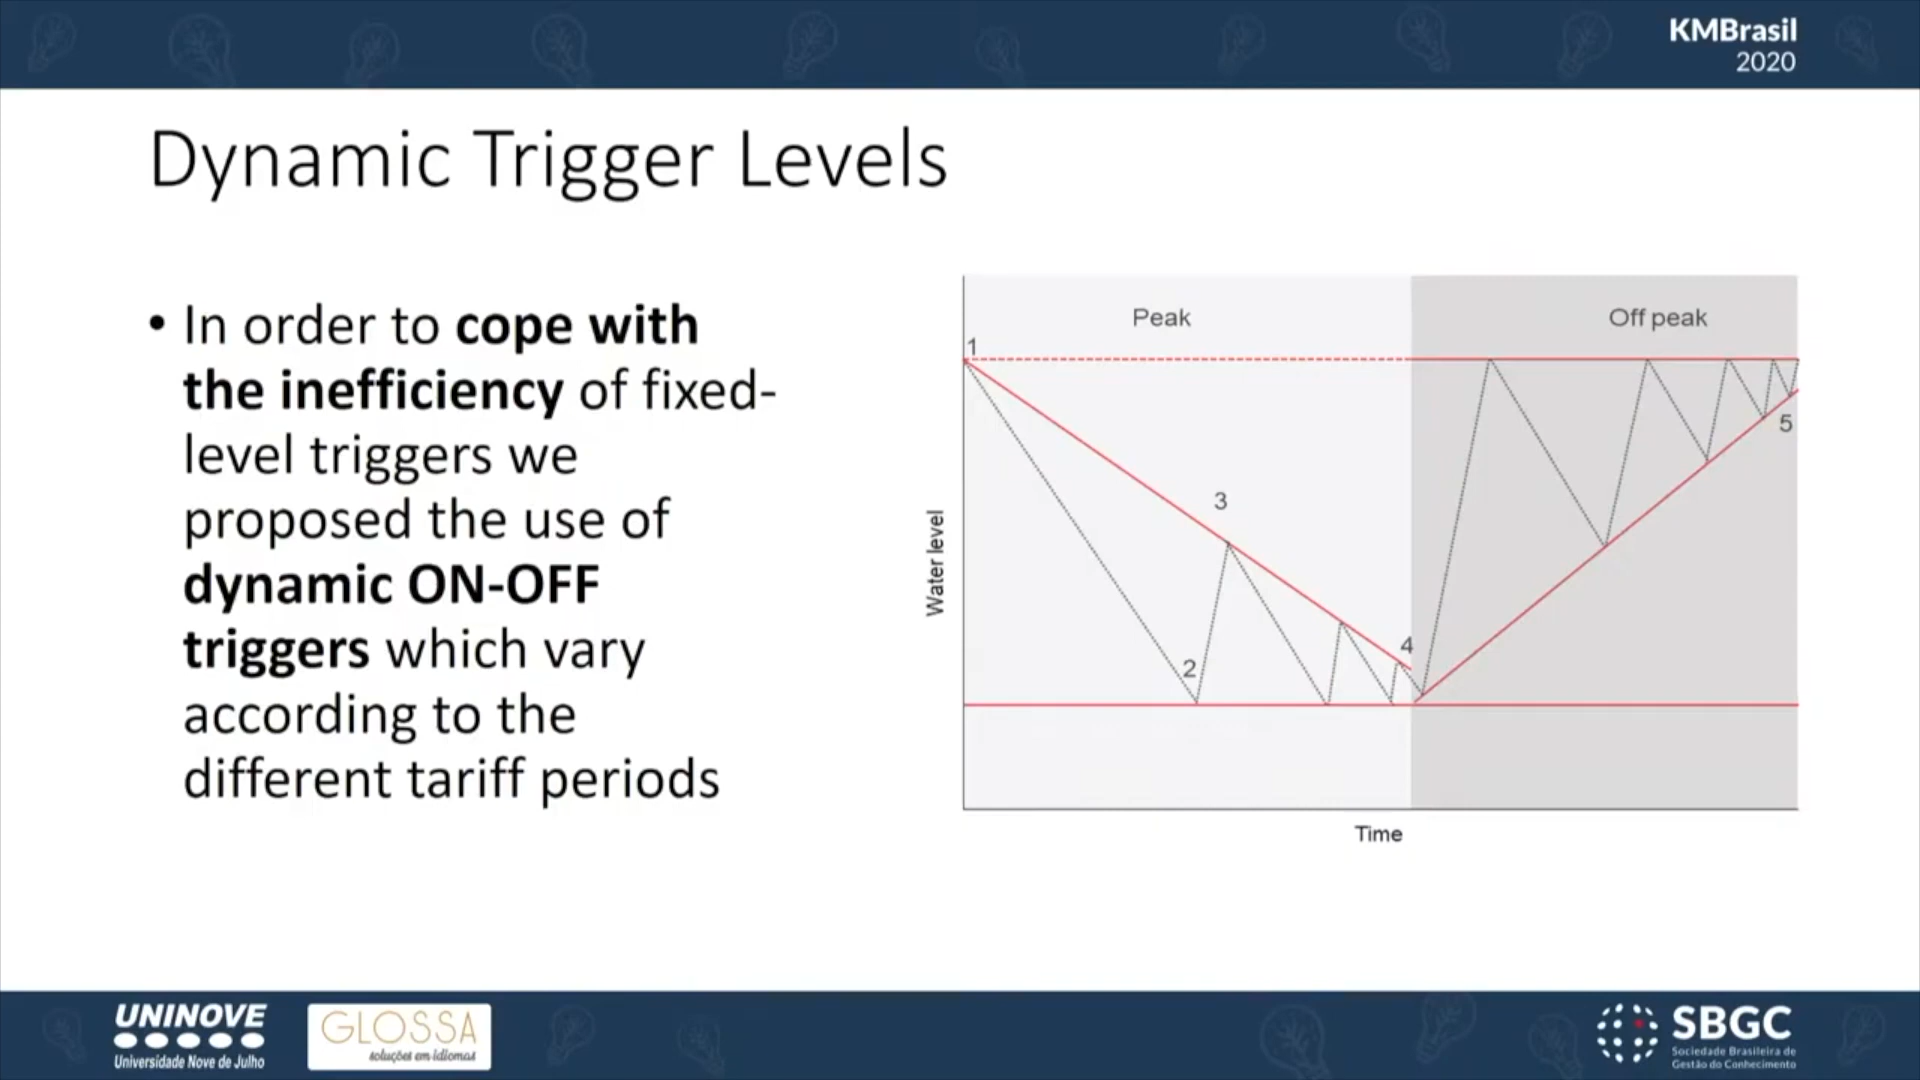 KMBrasil
2020
Dynamic Trigger Levels
• In order to cope with
the inefficiency of fixed-
level triggers we
proposed the use of
dynamic ON-OFF
triggers which vary
according to the
different tariff periods
Peak
Off peak
1
2
3
4
5
Water level
Time
UNINOVE
Universidade Nove de Julho
GLOSSA
soluções em idiomas
SBGC
Sociedade Brasileira de
Gestão do Conhecimento